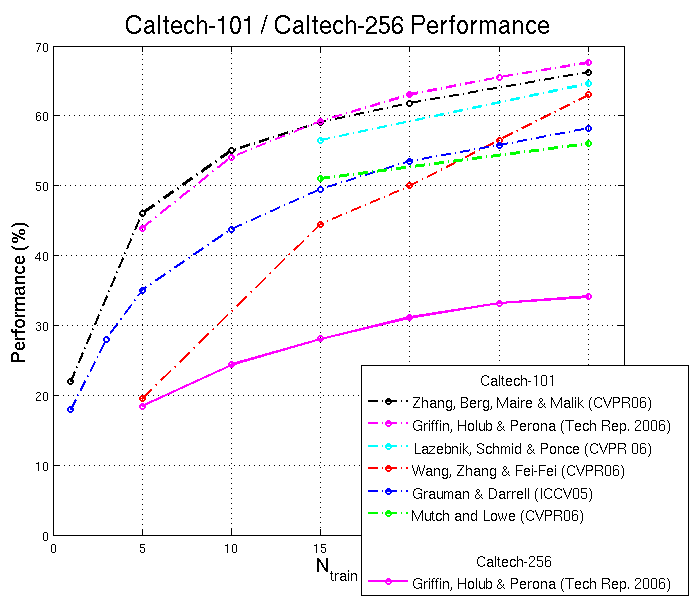 Caltech-101 / Caltech-256 Performance
70
60
50
40
30
20
10
0
Performance (%)
0 5 10 15
N_train
Caltech-101
Zhang, Berg, Maire & Malik (CVPR06)
Griffin, Holub & Perona (Tech Rep. 2006)
Lazebnik, Schmid & Ponce (CVPR 06)
Wang, Zhang & Fei-Fei (CVPR06)
Grauman & Darrell (ICCV05)
Mutch and Lowe (CVPR06)
Caltech-256
Griffin, Holub & Perona (Tech Rep. 2006)